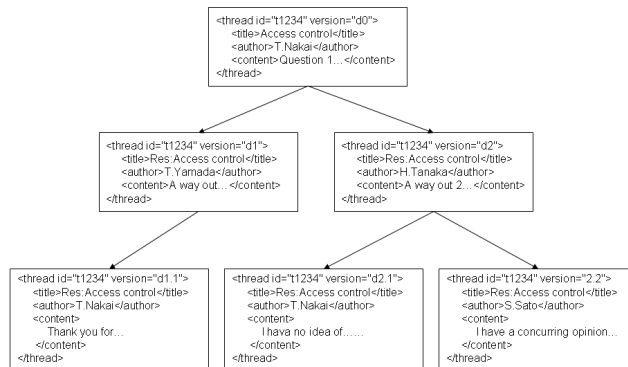 <thread id="t1234" version="d0">
<title>Access control</title>
<author>T.Nakai</author>
<content>Question 1...</content>
</thread>
<thread id="t1234" version="d1">
<title>Res:Access control</title>
<author>T.Yamada</author>
<content>A way out...</content>
</thread>
<thread id="t1234" version="d2">
<title>Res:Access control</title>
<author>H.Tanaka</author>
<content>A way out 2...</content>
</thread>
<thread id="t1234" version="d1.1">
<title>Res:Access control</title>
<author>T.Nakai</author>
<content>
Thank you for...
</content>
</thread>
<thread id="t1234" version="d2.1">
<title>Res:Access control</title>
<author>T.Nakai</author>
<content>
I hava no idea of......
</content>
</thread>
<thread id="t1234" version="2.2">
<title>Res:Access control</title>
<author>S.Sato</author>
<content>
I have a concurring opinion...
</content>
</thread>